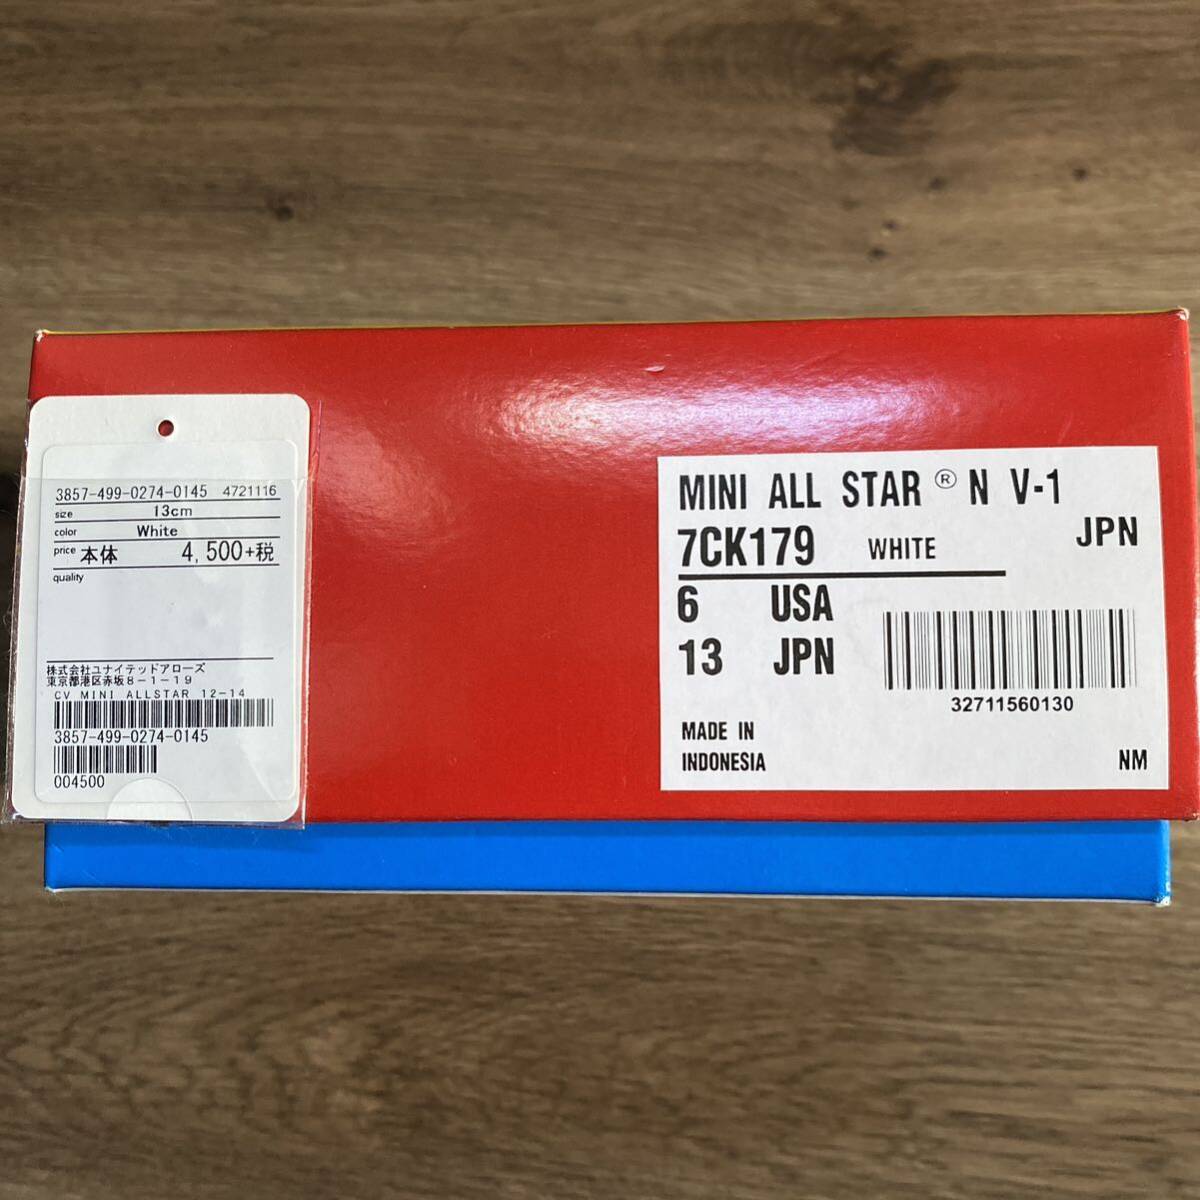 3857-499-0274-0145 4721116
size 13cm
color White
price 本体 4,500+税
quality
株式会社ユナイテッドアローズ
東京都港区赤坂8-1-19
CV MINI ALLSTAR 12-14
3857-499-0274-0145
004500
MINI ALL STAR ® N V-1
JPN
7CK179 WHITE
6 USA
13 JPN
32711560130
MADE IN
INDONESIA
NM